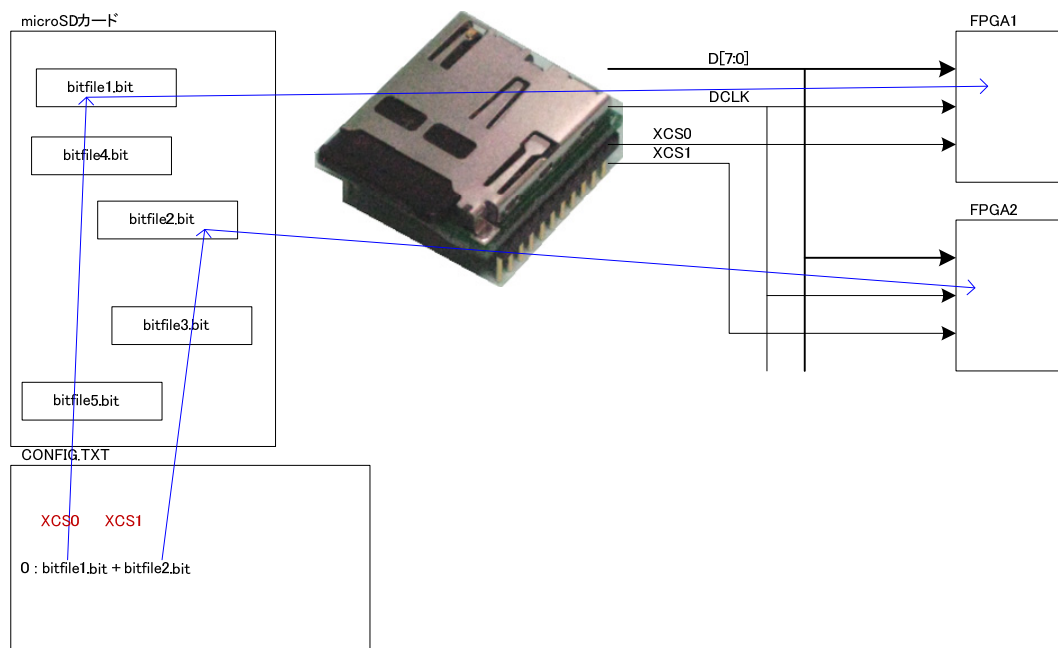 microSDカード
bitfile1.bit
bitfile4.bit
bitfile2.bit
bitfile3.bit
bitfile5.bit
CONFIG.TXT
XCS0 XCS1
0 : bitfile1.bit + bitfile2.bit
D[7:0]
DCLK
XCS0
XCS1
FPGA1
FPGA2